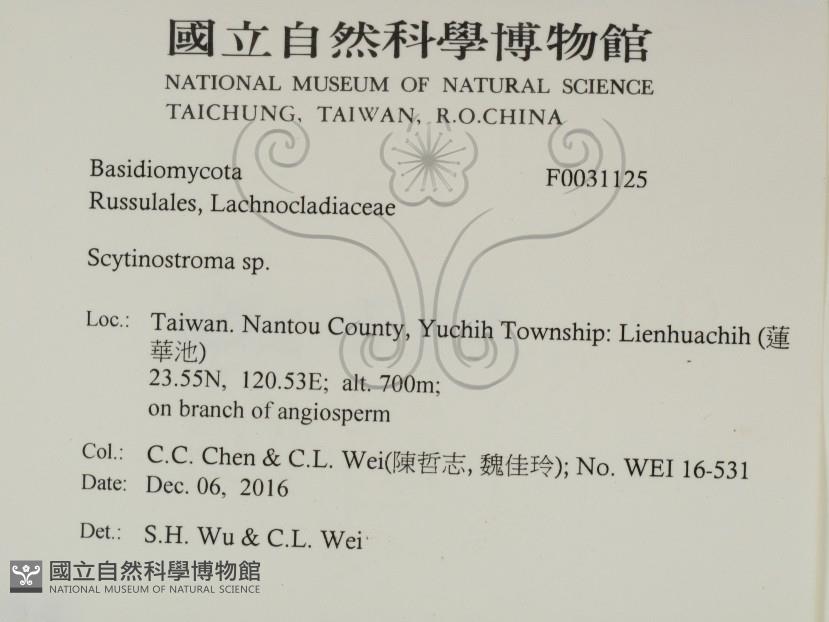 國立自然科學博物館
NATIONAL MUSEUM OF NATURAL SCIENCE
TAICHUNG, TAIWAN, R.O.CHINA
Basidiomycota F0031125
Russulales, Lachnocladiaceae
Scytinostroma sp.
Loc.: Taiwan. Nantou County, Yuchih Township: Lienhuachih (蓮
華池)
23.55N, 120.53E; alt. 700m;
on branch of angiosperm
Col.: C.C. Chen & C.L. Wei(陳哲志, 魏佳玲); No. WEI 16-531
Date: Dec. 06, 2016
Det.: S.H. Wu & C.L. Wei
國立自然科學博物館
NATIONAL MUSEUM OF NATURAL SCIENCE